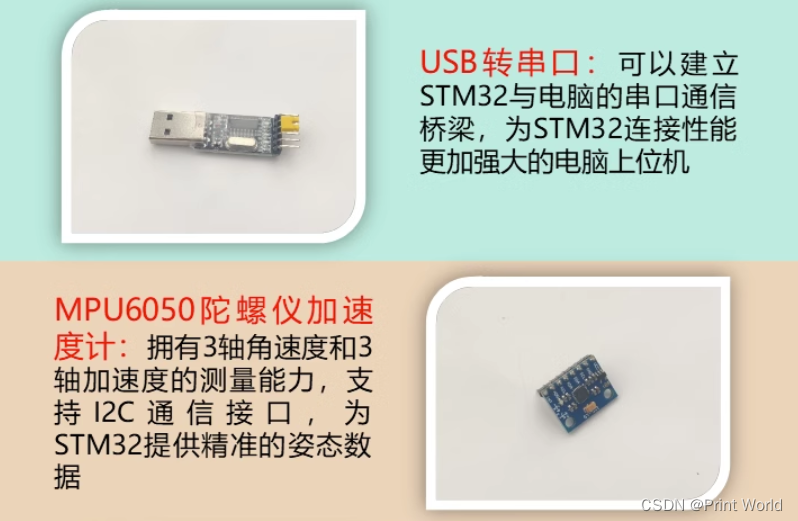 USB转串口：可以建立
STM32与电脑的串口通信
桥梁，为STM32连接性能
更加强大的电脑上位机
MPU6050陀螺仪加速
度计：拥有3轴角速度和3
轴加速度的测量能力，支
持I2C通信接口，为
STM32提供精准的姿态数
据
CSDN @Print World